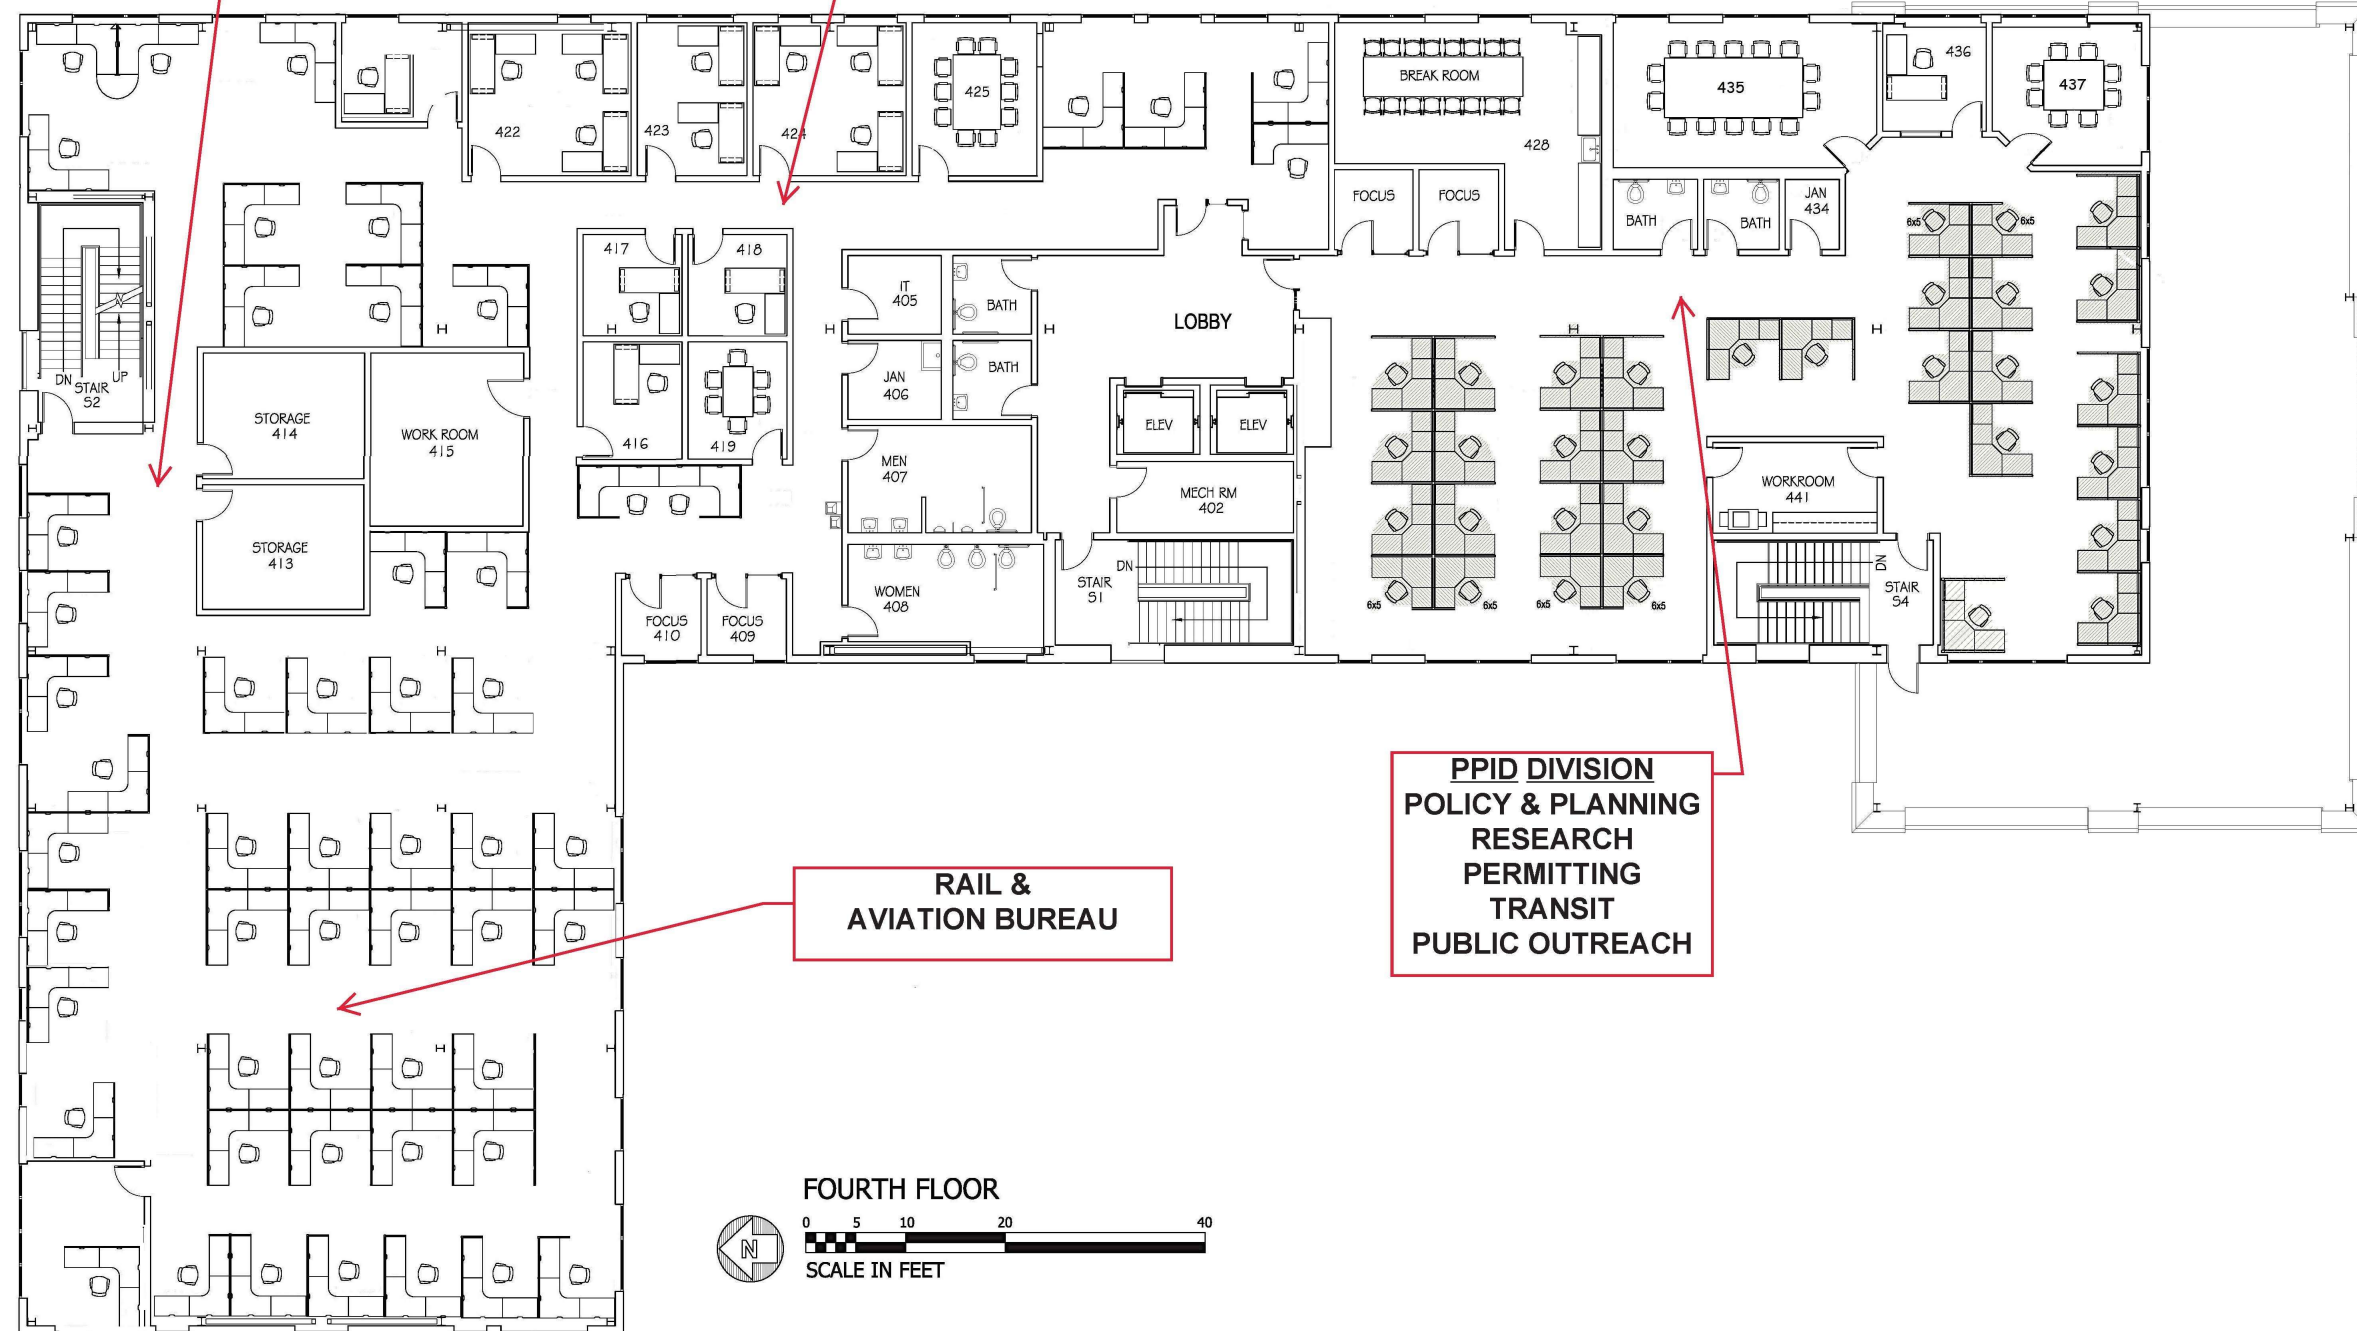 422
423
424
425
BREAK ROOM
428
435
436
437
FOCUS
FOCUS
BATH
BATH
JAN
434
6x5
6x5
417
418
IT
405
BATH
LOBBY
DN
UP
STAIR
S2
STORAGE
414
WORK ROOM
415
416
419
JAN
406
BATH
ELEV
ELEV
MEN
407
MECH RM
402
WORKROOM
441
STORAGE
413
WOMEN
408
STAIR
S1
DN
DN
STAIR
S4
FOCUS
410
FOCUS
409
6x5
6x5
6x5
6x5
PPID DIVISION
POLICY & PLANNING
RESEARCH
PERMITTING
TRANSIT
PUBLIC OUTREACH
RAIL &
AVIATION BUREAU
FOURTH FLOOR
N
0 5 10 20 40
SCALE IN FEET